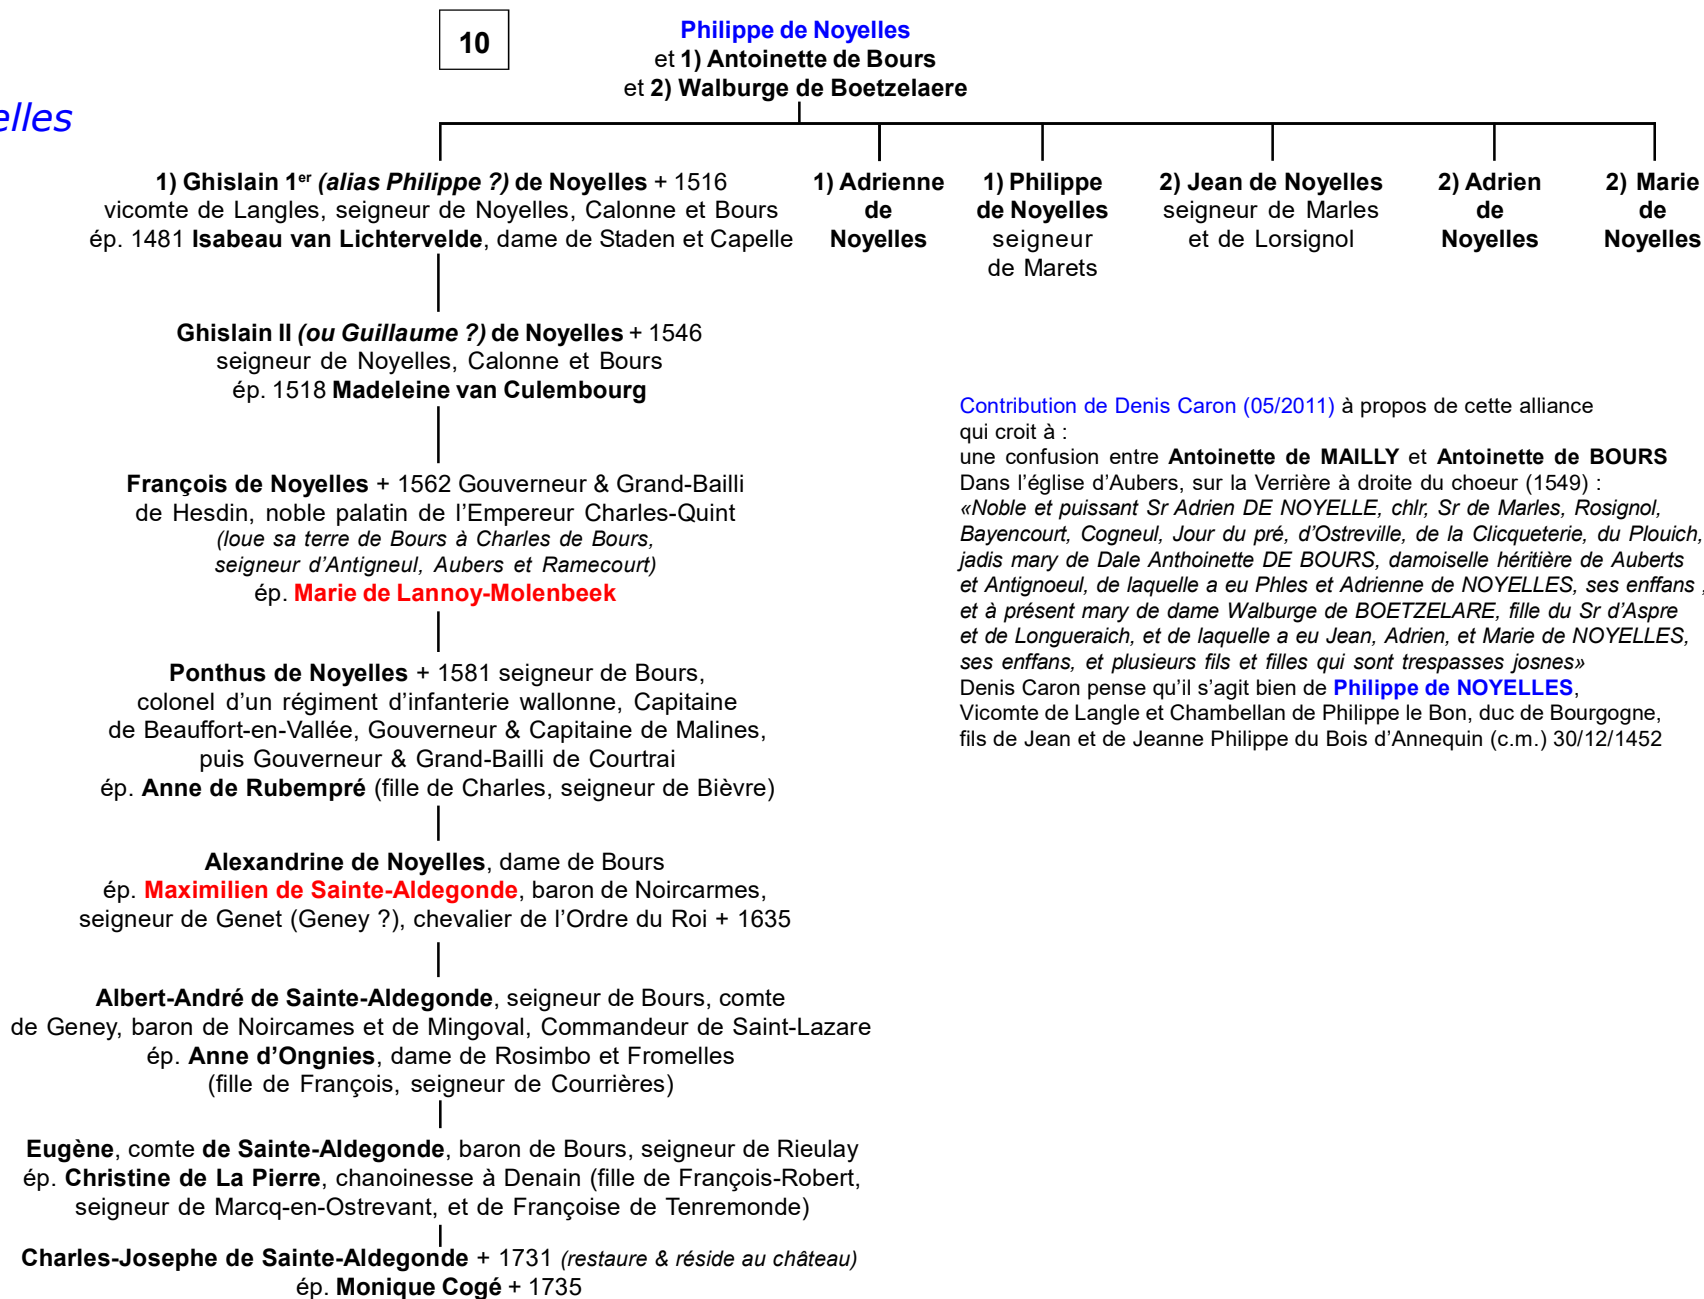 10
Philippe de Noyelles
et 1) Antoinette de Bours
et 2) Walburge de Boetzelaere
elles
1) Ghislain 1er (alias Philippe ?) de Noyelles + 1516
vicomte de Langles, seigneur de Noyelles, Calonne et Bours
ép. 1481 Isabeau van Lichtervelde, dame de Staden et Capelle
1) Adrienne
de
Noyelles
1) Philippe
de Noyelles
seigneur
de Marets
2) Jean de Noyelles
seigneur de Marles
et de Lorsignol
2) Adrien
de
Noyelles
2) Marie
de
Noyelles
Ghislain II (ou Guillaume ?) de Noyelles + 1546
seigneur de Noyelles, Calonne et Bours
ép. 1518 Madeleine van Culembourg
François de Noyelles + 1562 Gouverneur & Grand-Bailli
de Hesdin, noble palatin de l'Empereur Charles-Quint
(loue sa terre de Bours à Charles de Bours,
seigneur d'Antigneul, Aubers et Ramecourt)
ép. Marie de Lannoy-Molenbeek
Ponthus de Noyelles + 1581 seigneur de Bours,
colonel d'un régiment d'infanterie wallonne, Capitaine
de Beauffort-en-Vallée, Gouverneur & Capitaine de Malines,
puis Gouverneur & Grand-Bailli de Courtrai
ép. Anne de Rubempré (fille de Charles, seigneur de Bièvre)
Alexandrine de Noyelles, dame de Bours
ép. Maximilien de Sainte-Aldegonde, baron de Noircarmes,
seigneur de Genet (Geney ?), chevalier de l'Ordre du Roi + 1635
Albert-André de Sainte-Aldegonde, seigneur de Bours, comte
de Geney, baron de Noircames et de Mingoval, Commandeur de Saint-Lazare
ép. Anne d'Ongnies, dame de Rosimbo et Fromelles
(fille de François, seigneur de Courrières)
Eugène, comte de Sainte-Aldegonde, baron de Bours, seigneur de Rieulay
ép. Christine de La Pierre, chanoinesse à Denain (fille de François-Robert,
seigneur de Marcq-en-Ostrevant, et de Françoise de Tenremonde)
Charles-Josephe de Sainte-Aldegonde + 1731 (restaure & réside au château)
ép. Monique Cogé + 1735
Contribution de Denis Caron (05/2011) à propos de cette alliance
qui croit à :
une confusion entre Antoinette de MAILLY et Antoinette de BOURS
Dans l'église d'Aubers, sur la Verrière à droite du choeur (1549) :
«Noble et puissant Sr Adrien DE NOYELLE, chlr, Sr de Marles, Rosignol,
Bayencourt, Cogneul, Jour du pré, d'Ostreville, de la Clicqueterie, du Plouich,
jadis mary de Dale Anthoinette DE BOURS, damoiselle héritière de Auberts
et Antignoeul, de laquelle a eu Phles et Adrienne de NOYELLES, ses enffans ,
et à présent mary de dame Walburge de BOETZELARE, fille du Sr d'Aspre
et de Longueraich, et de laquelle a eu Jean, Adrien, et Marie de NOYELLES,
ses enffans, et plusieurs fils et filles qui sont trespasses josnes»
Denis Caron pense qu'il s'agit bien de Philippe de NOYELLES,
Vicomte de Langle et Chambellan de Philippe le Bon, duc de Bourgogne,
fils de Jean et de Jeanne Philippe du Bois d'Annequin (c.m.) 30/12/1452